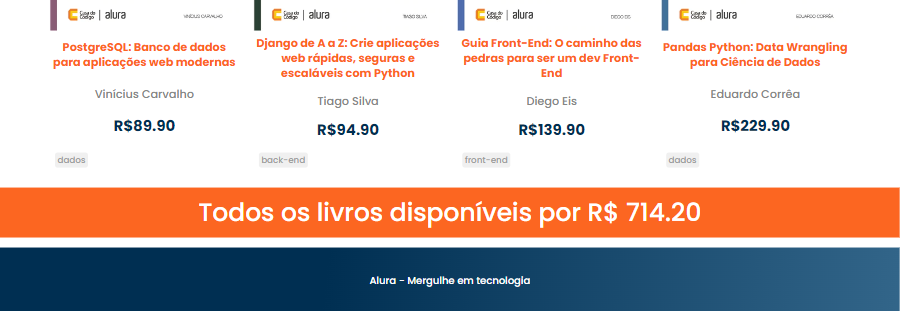 Casa do Código alura VINÍCIUS CARVALHO
Casa do Código alura TIAGO SILVA
Casa do Código alura DIEGO EIS
Casa do Código alura EDUARDO CORRÊA
PostgreSQL: Banco de dados
para aplicações web modernas
Vinícius Carvalho
R$89.90
dados
Django de A a Z: Crie aplicações
web rápidas, seguras e
escaláveis com Python
Tiago Silva
R$94.90
back-end
Guia Front-End: O caminho das
pedras para ser um dev Front-
End
Diego Eis
R$139.90
front-end
Pandas Python: Data Wrangling
para Ciência de Dados
Eduardo Corrêa
R$229.90
dados
Todos os livros disponíveis por R$ 714.20
Alura - Mergulhe em tecnologia